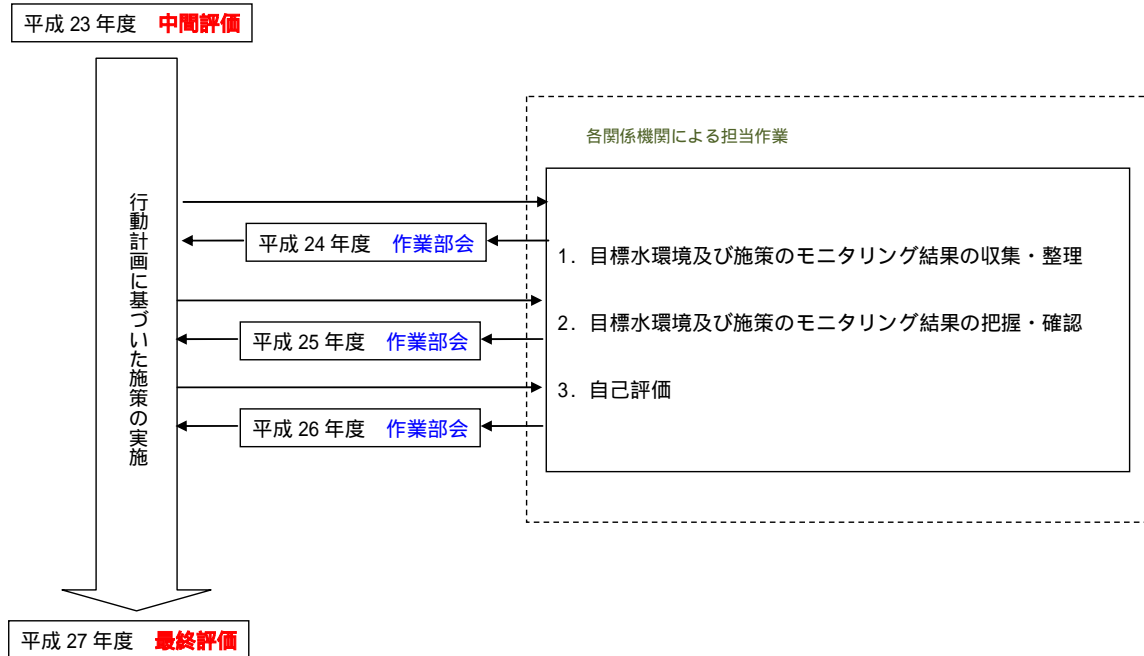 平成 23 年度　中間評価
各関係機関による担当作業
行動計画に基づいた施策の実施
平成 24 年度　作業部会
1. 目標水環境及び施策のモニタリング結果の収集・整理
平成 25 年度　作業部会
2. 目標水環境及び施策のモニタリング結果の把握・確認
3. 自己評価
平成 26 年度　作業部会
平成 27 年度　最終評価